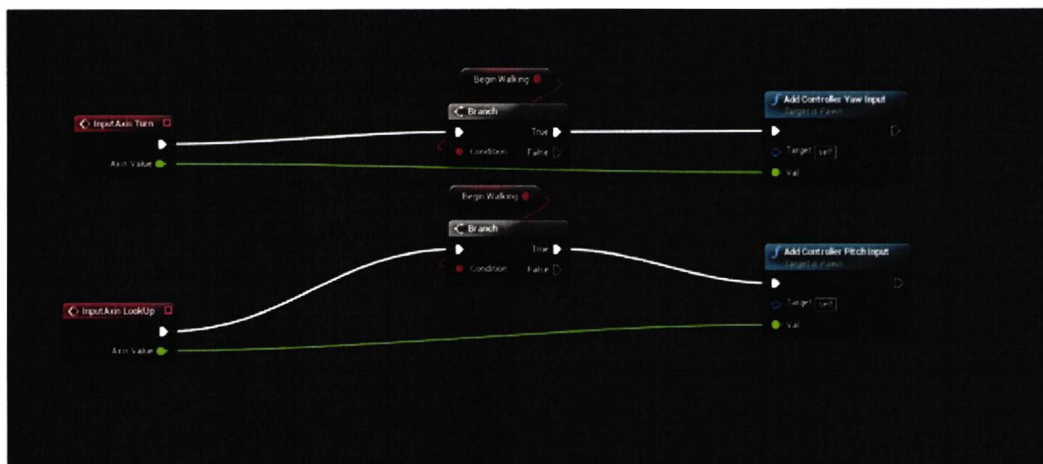 Begin Walking
Branch
True
Condition
False
InputAxis Turn
Axis Value
Add Controller Yaw Input
Target is Pawn
Target self
Val
Begin Walking
Branch
True
Condition
False
InputAxis LookUp
Axis Value
Add Controller Pitch Input
Target is Pawn
Target self
Val